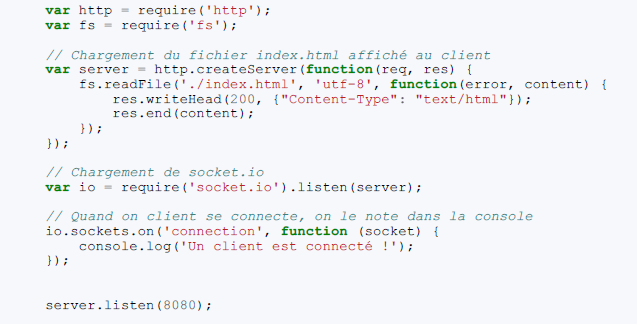 var http = require('http');
var fs = require('fs');
// Chargement du fichier index.html affiché au client
var server = http.createServer(function(req, res) {
    fs.readFile('./index.html', 'utf-8', function(error, content) {
        res.writeHead(200, {"Content-Type": "text/html"});
        res.end(content);
    });
});
// Chargement de socket.io
var io = require('socket.io').listen(server);
// Quand on client se connecte, on le note dans la console
io.sockets.on('connection', function (socket) {
    console.log('Un client est connecté !');
});
server.listen(8080);